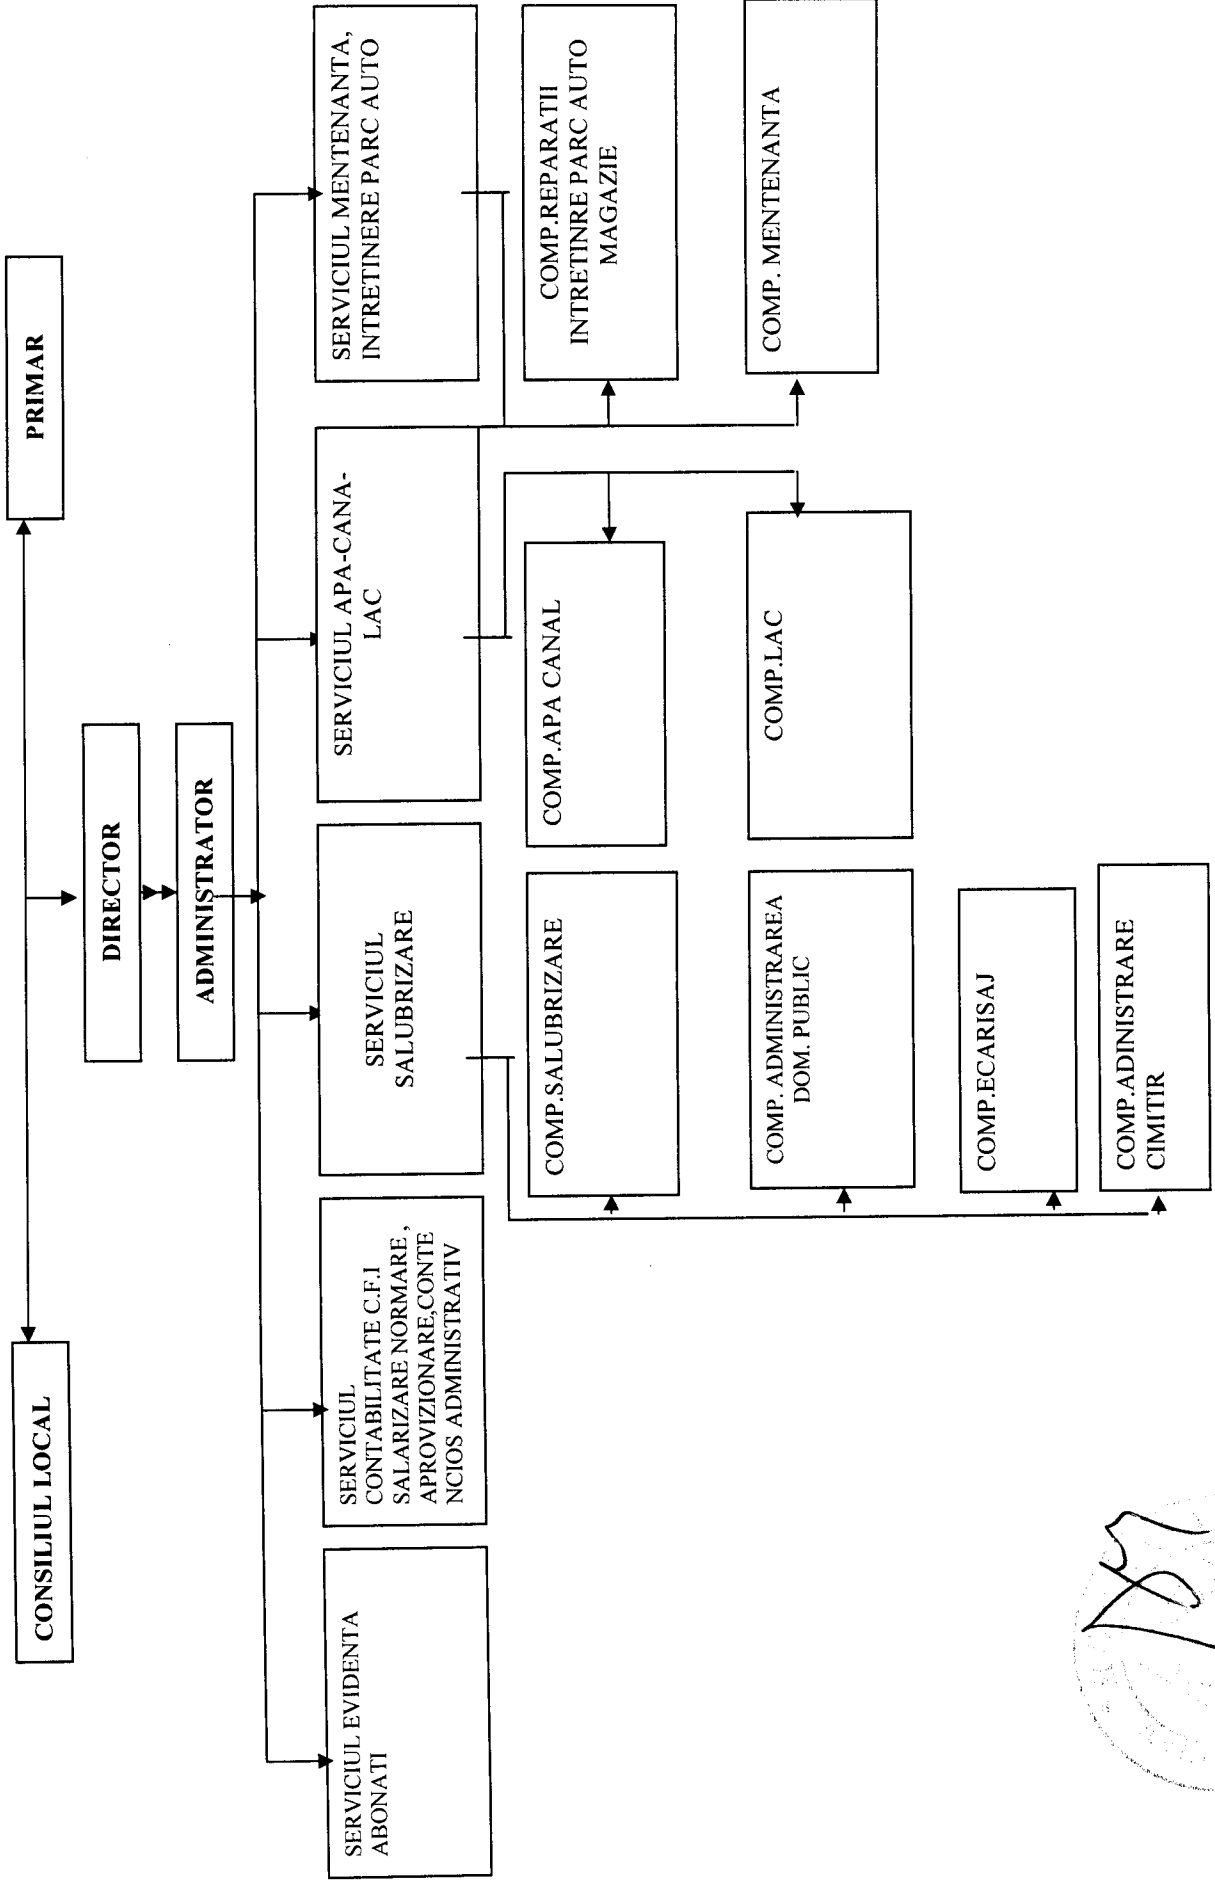 CONSILIUL LOCAL
PRIMAR
DIRECTOR
ADMINISTRATOR
SERVICIUL EVIDENTA
ABONATI
SERVICIUL
CONTABILITATE C.F.I
SALARIZARE NORMARE ,
APROVIZIONARE,CONTE
NCIOS ADMINISTRATIV
SERVICIUL
SALUBRIZARE
SERVICIUL APA-CANA-
LAC
SERVICIUL MENTENANTA,
INTRETINERE PARC AUTO
COMP.SALUBRIZARE
COMP.APA CANAL
COMP.REPARATII
INTRETINRE PARC AUTO
MAGAZIE
COMP. ADMINISTRAREA
DOM. PUBLIC
COMP.LAC
COMP. MENTENANTA
COMP.ECARISAJ
COMP.ADINISTRARE
CIMITIR